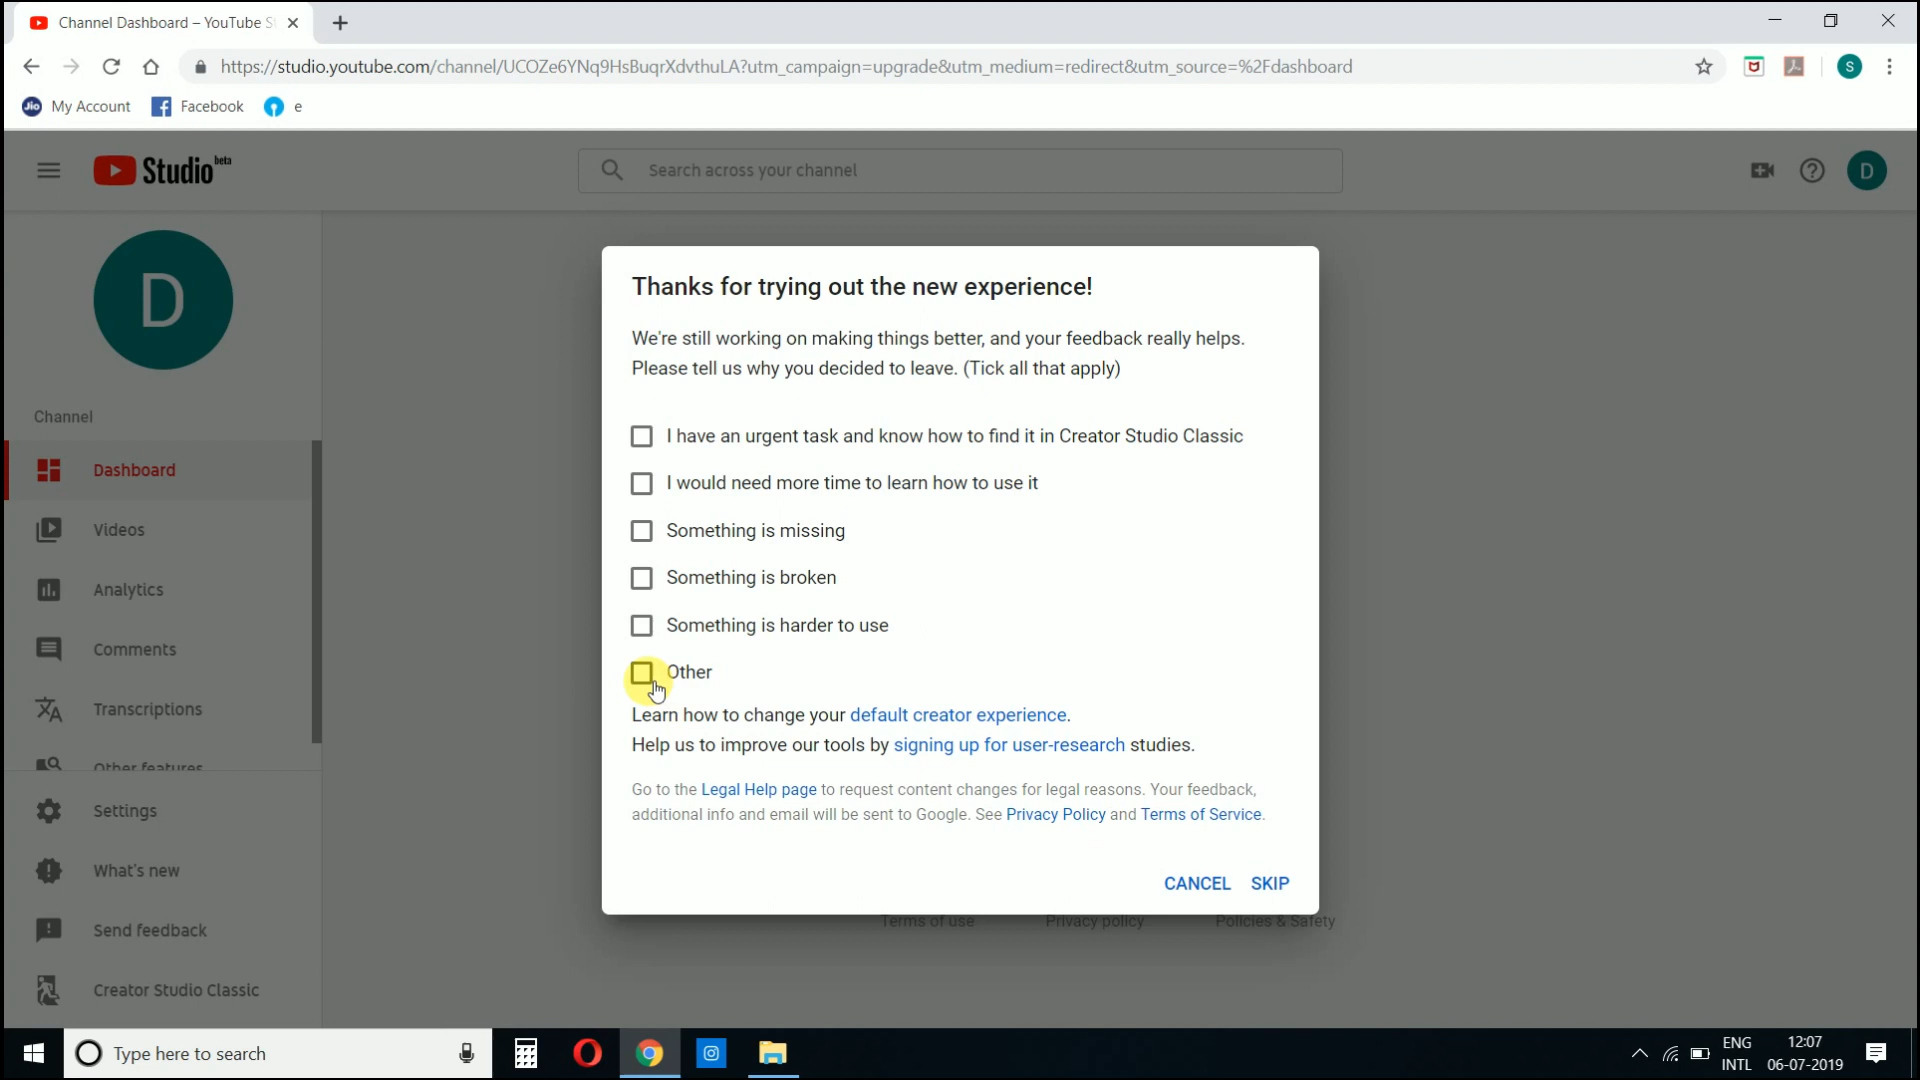 Channel Dashboard – YouTube S
https://studio.youtube.com/channel/UCOZe6YNq9HsBuqrXdvthuLA?utm_campaign=upgrade&utm_medium=redirect&utm_source=%2Fdashboard
S
Jio My Account Facebook e
Studio beta
Search across your channel
D
D
Channel
Dashboard
Videos
Analytics
Comments
Transcriptions
Other features
Settings
What's new
Send feedback
Creator Studio Classic
Thanks for trying out the new experience!
We're still working on making things better, and your feedback really helps.
Please tell us why you decided to leave. (Tick all that apply)
I have an urgent task and know how to find it in Creator Studio Classic
I would need more time to learn how to use it
Something is missing
Something is broken
Something is harder to use
Other
Learn how to change your default creator experience.
Help us to improve our tools by signing up for user-research studies.
Go to the Legal Help page to request content changes for legal reasons. Your feedback,
additional info and email will be sent to Google. See Privacy Policy and Terms of Service.
CANCEL SKIP
Terms of use Privacy policy Policies & Safety
Type here to search
ENG
INTL
12:07
06-07-2019